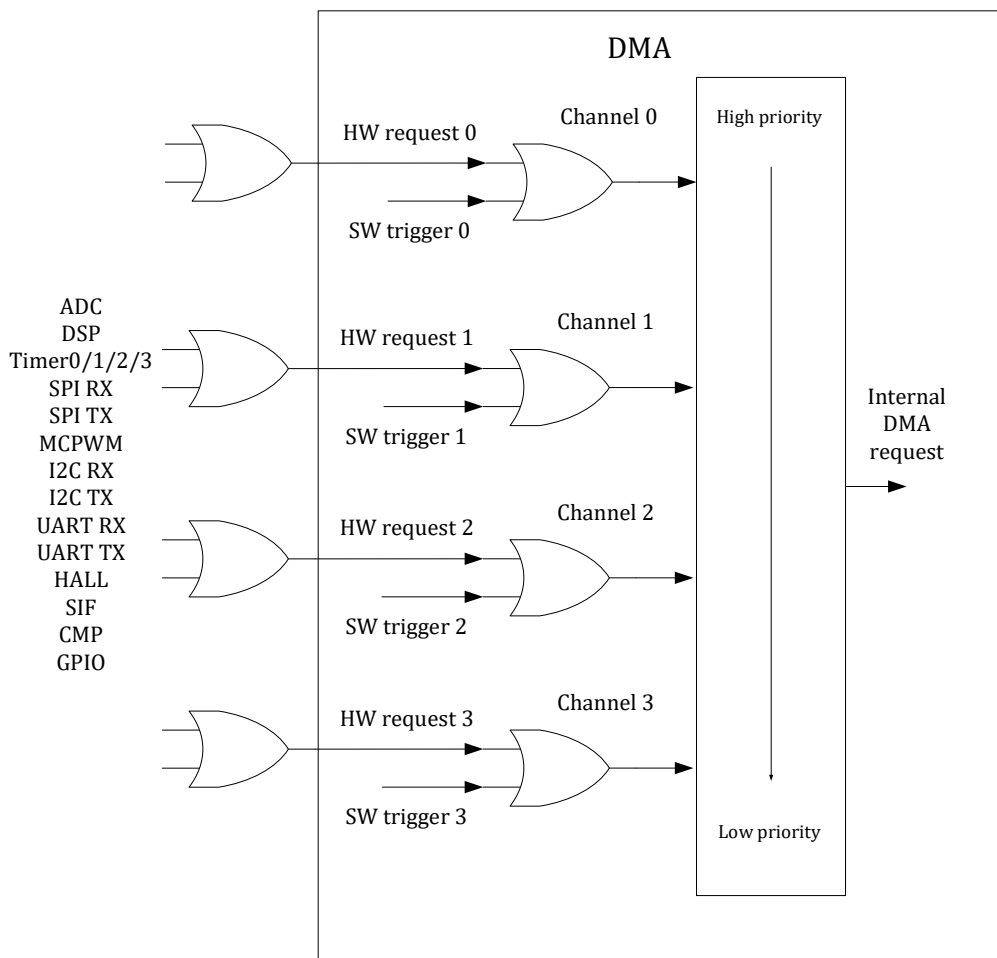 DMA
HW request 0
SW trigger 0
Channel 0
ADC
DSP
Timer0/1/2/3
SPI RX
SPI TX
MCPWM
I2C RX
I2C TX
UART RX
UART TX
HALL
SIF
CMP
GPIO
HW request 1
SW trigger 1
Channel 1
HW request 2
SW trigger 2
Channel 2
HW request 3
SW trigger 3
Channel 3
High priority
Low priority
Internal
DMA
request